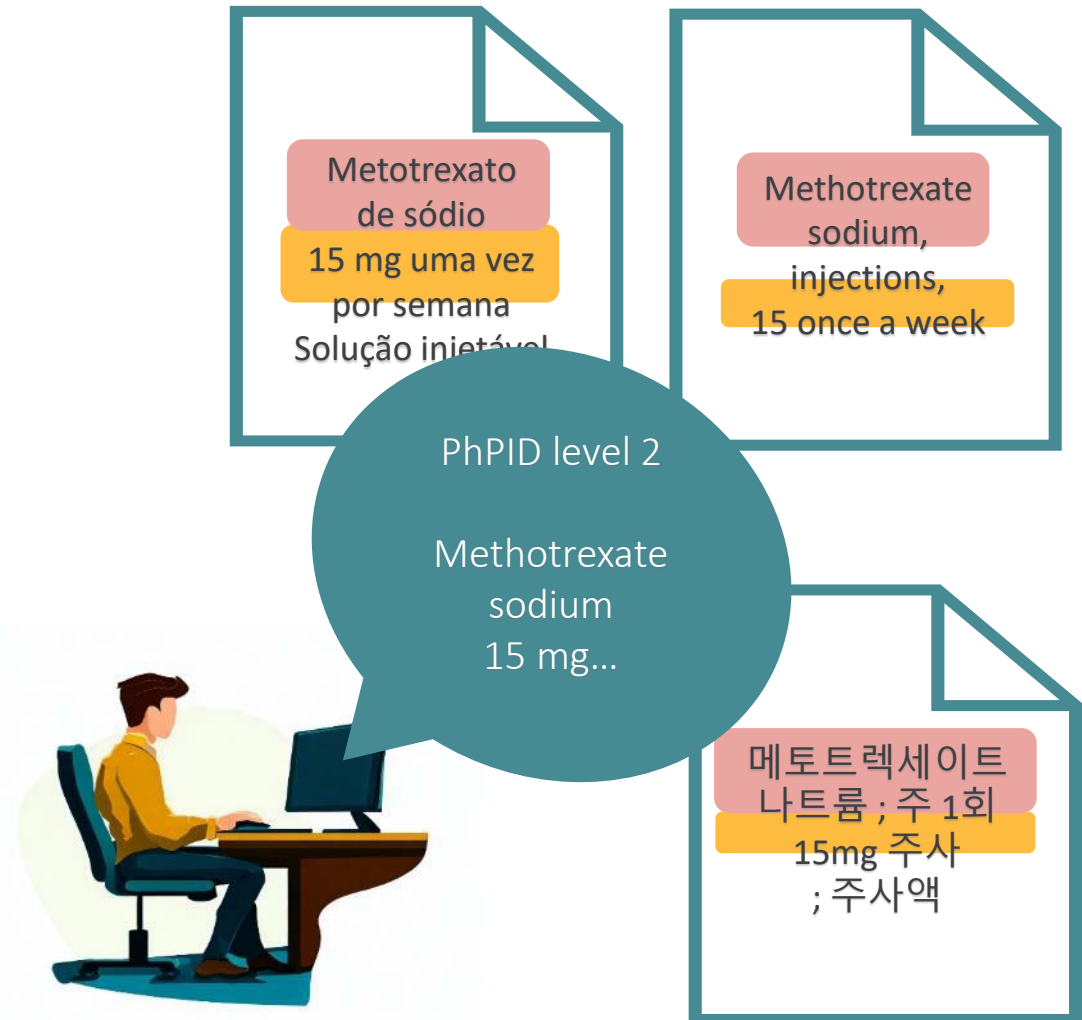 Metotrexato
de sódio
15 mg uma vez
por semana
Solução injetável
Methotrexate
sodium,
injections,
15 once a week
PhPID level 2
Methotrexate
sodium
15 mg...
메토트렉세이트
나트륨 ; 주 1회
15mg 주사
; 주사액